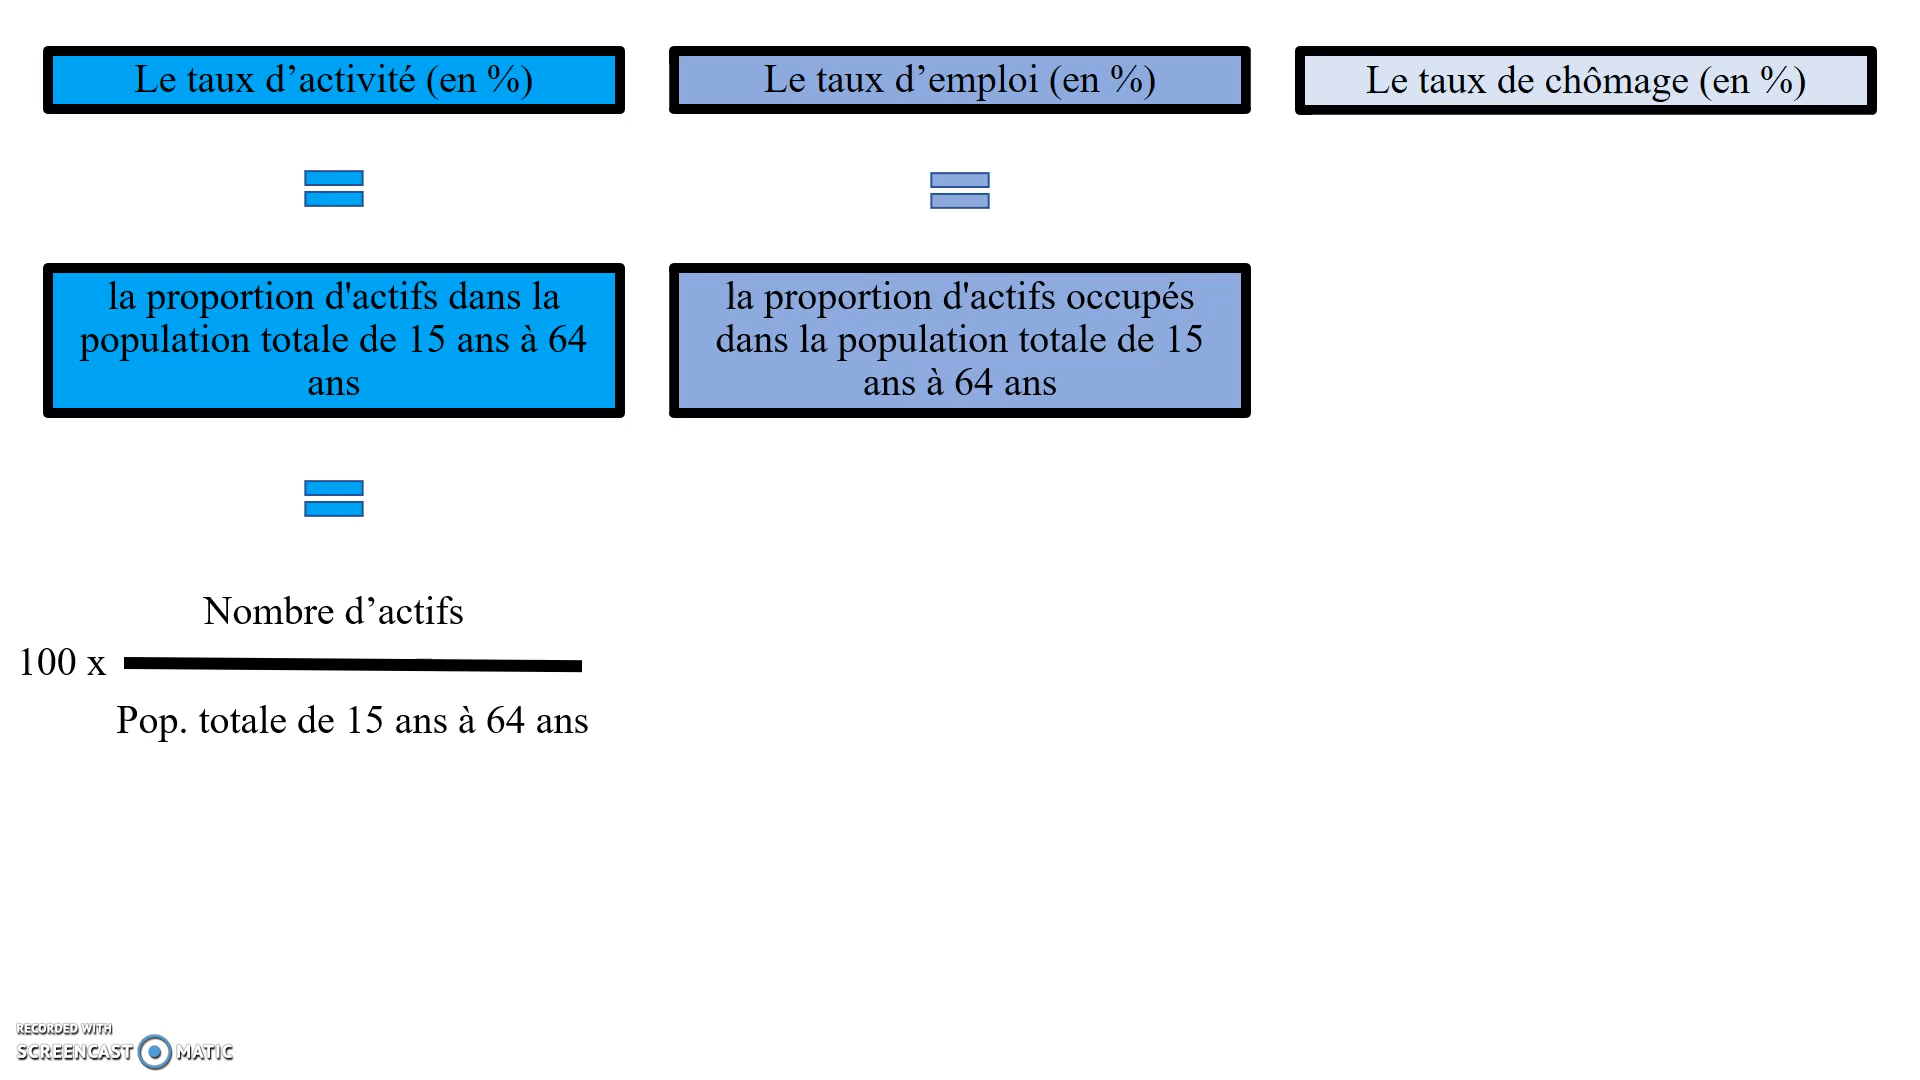 Le taux d’activité (en %)
Le taux d’emploi (en %)
Le taux de chômage (en %)
la proportion d'actifs dans la
population totale de 15 ans à 64
ans
la proportion d'actifs occupés
dans la population totale de 15
ans à 64 ans
Nombre d’actifs
100 x
Pop. totale de 15 ans à 64 ans
RECORDED WITH
SCREENCAST MATIC